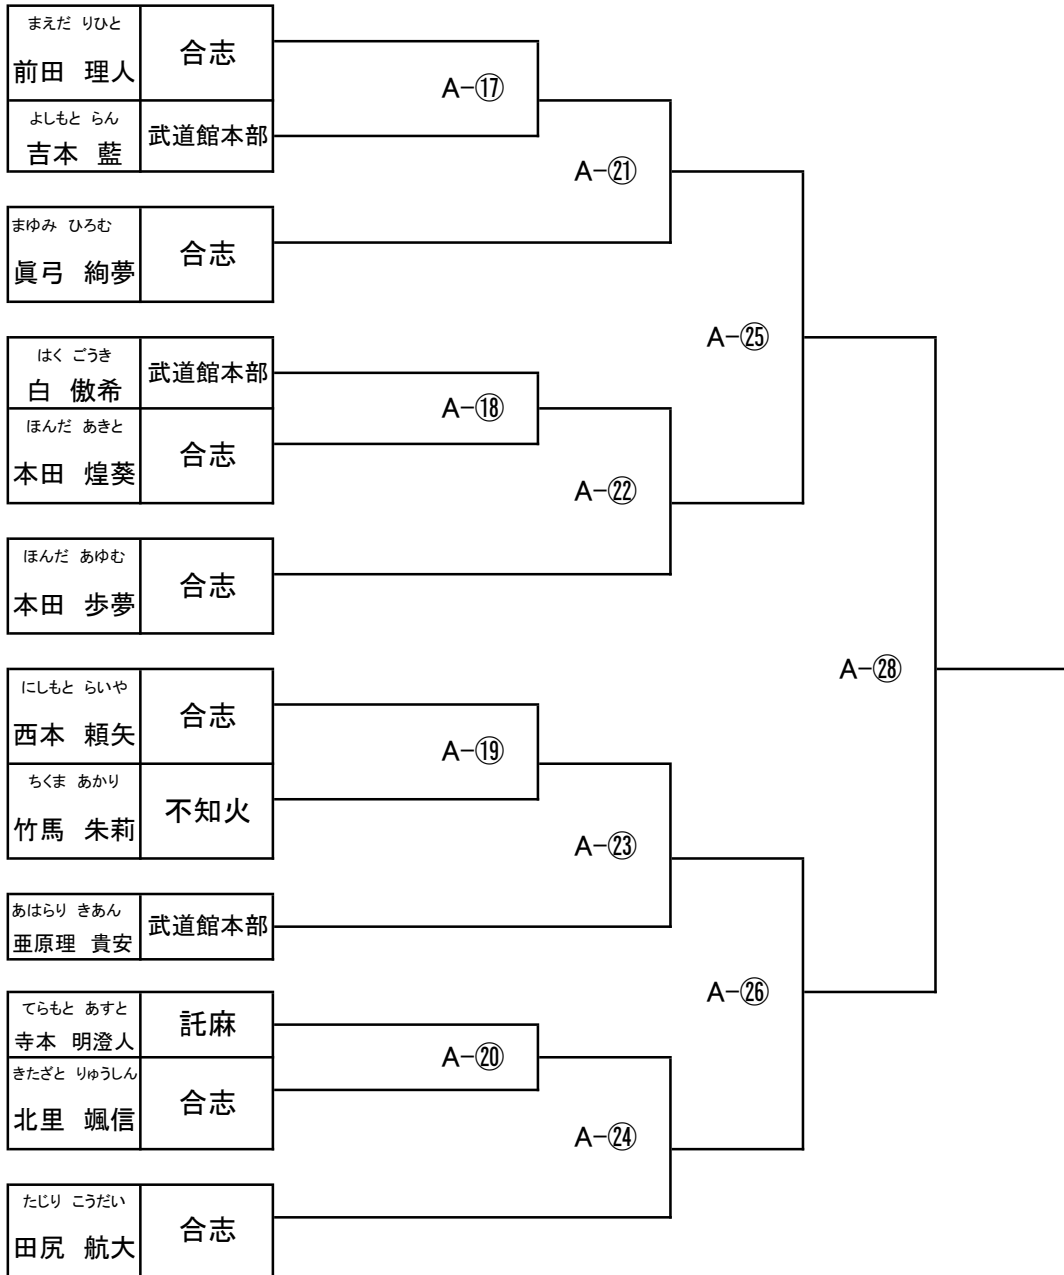 まえだ りひと
前田 理人
合志
A-⑰
よしもと らん
吉本 藍
武道館本部
A-㉑
まゆみ ひろむ
眞弓 絢夢
合志
A-㉕
はく ごうき
白 傲希
武道館本部
A-⑱
ほんだ あきと
本田 煌葵
合志
A-㉒
ほんだ あゆむ
本田 歩夢
合志
A-㉘
にしもと らいや
西本 頼矢
合志
A-⑲
ちくま あかり
竹馬 朱莉
不知火
A-㉓
あはらり きあん
亜原理 貴安
武道館本部
A-㉖
てらもと あすと
寺本 明澄人
託麻
A-⑳
きたざと りゅうしん
北里 颯信
合志
A-㉔
たじり こうだい
田尻 航大
合志